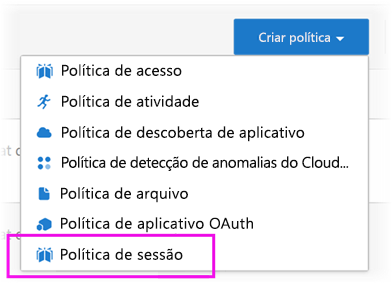 Criar política
Política de acesso
Política de atividade
Política de descoberta de aplicativo
Política de detecção de anomalias do Cloud...
Política de arquivo
Política de aplicativo OAuth
Política de sessão